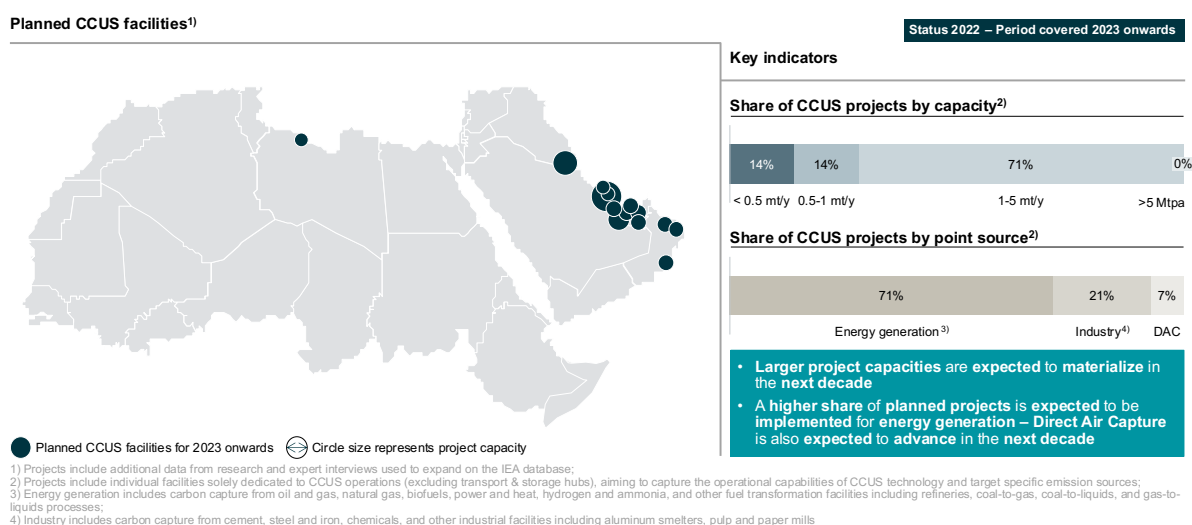 Planned CCUS facilities1)
Status 2022 – Period covered 2023 onwards
Key indicators
Share of CCUS projects by capacity2)
14%
14%
71%
0%
< 0.5 mt/y
0.5-1 mt/y
1-5 mt/y
>5 Mtpa
Share of CCUS projects by point source2)
71%
21%
7%
Energy generation3)
Industry4)
DAC
• Larger project capacities are expected to materialize in
the next decade
• A higher share of planned projects is expected to be
implemented for energy generation – Direct Air Capture
is also expected to advance in the next decade
Planned CCUS facilities for 2023 onwards
Circle size represents project capacity
1) Projects include additional data from research and expert interviews used to expand on the IEA database;
2) Projects include individual facilities solely dedicated to CCUS operations (excluding transport & storage hubs), aiming to capture the operational capabilities of CCUS technology and target specific emission sources;
3) Energy generation includes carbon capture from oil and gas, natural gas, biofuels, power and heat, hydrogen and ammonia, and other fuel transformation facilities including refineries, coal-to-gas, coal-to-liquids, and gas-to-
liquids processes;
4) Industry includes carbon capture from cement, steel and iron, chemicals, and other industrial facilities including aluminum smelters, pulp and paper mills